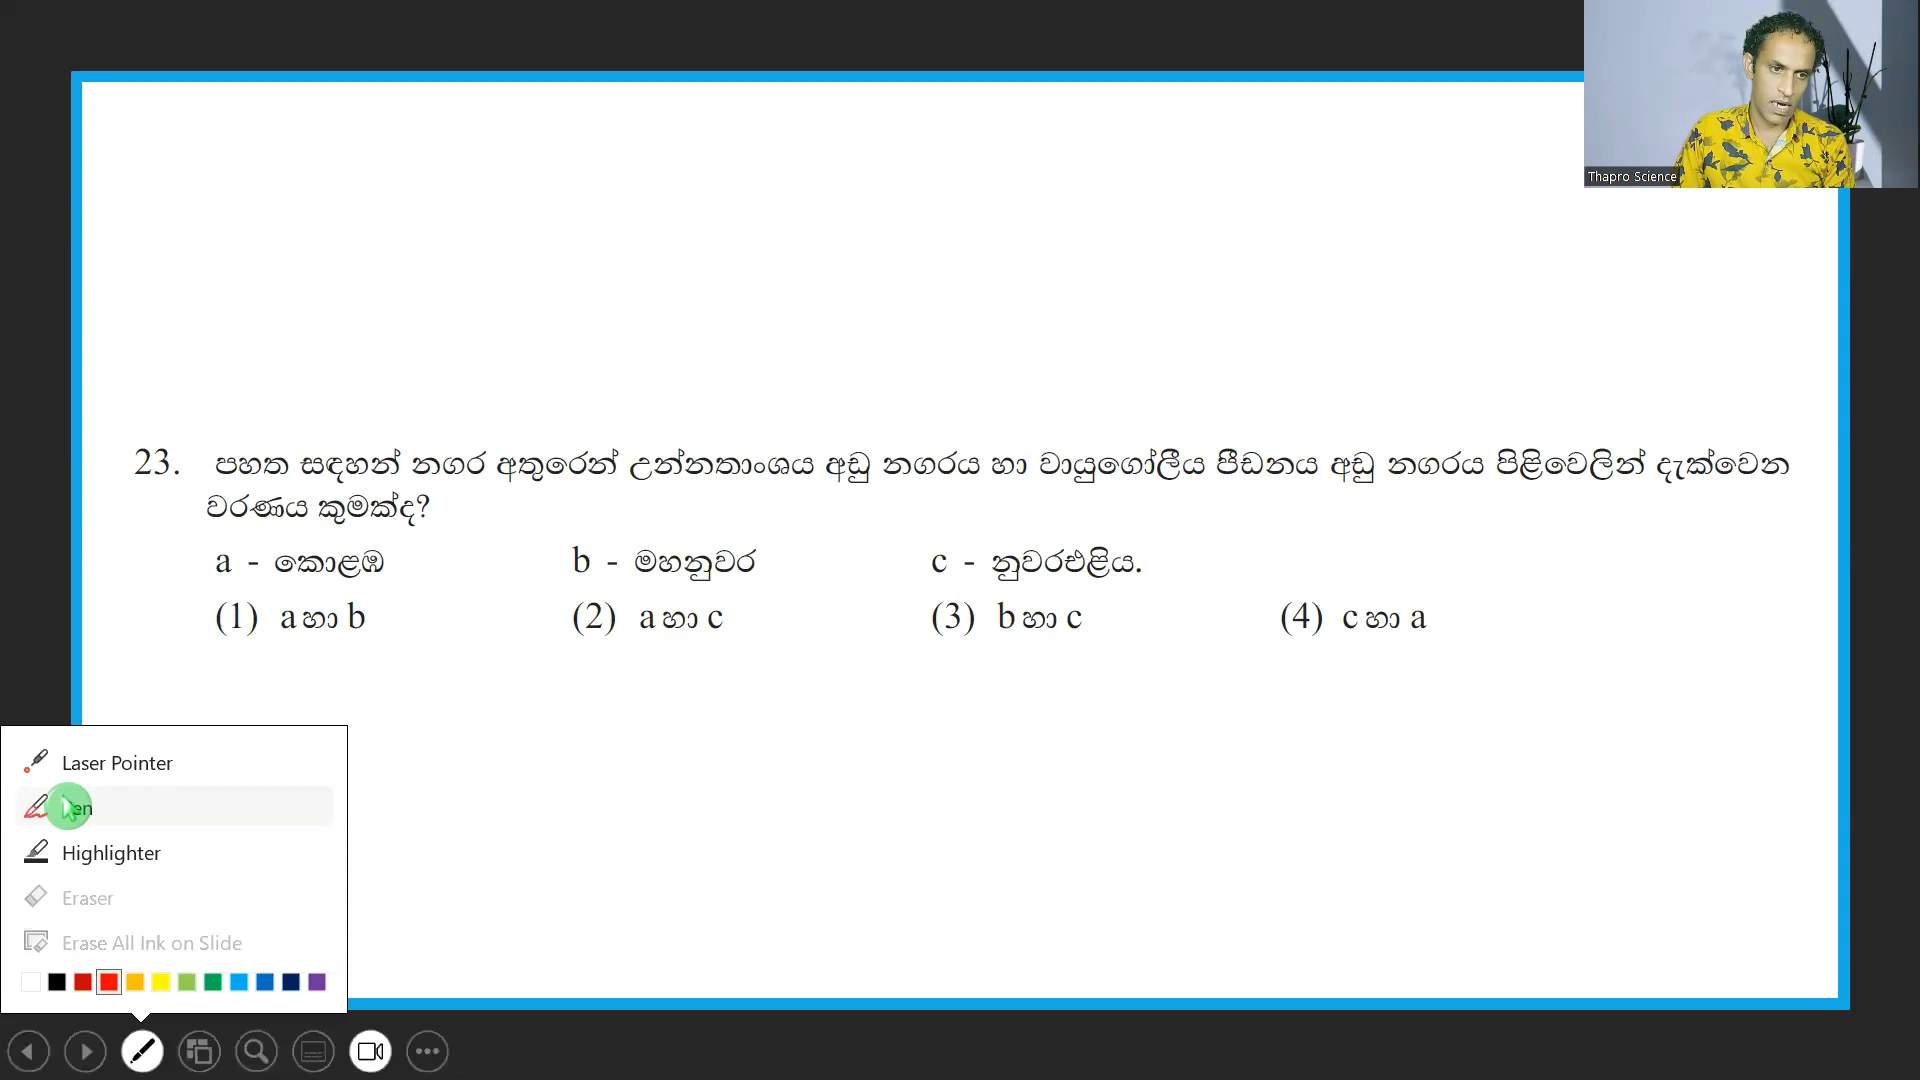 Thapro Science
23. පහත සඳහන් නගර අතුරෙන් උන්නතාංශය අඩු නගරය හා වායුගෝලීය පීඩනය අඩු නගරය පිළිවෙලින් දැක්වෙන
වරණය කුමක්ද?
a - කොළඹ b - මහනුවර c - නුවරඑළිය.
(1) a හා b (2) a හා c (3) b හා c (4) c හා a
Laser Pointer
Highlighter
Eraser
Erase All Ink on Slide